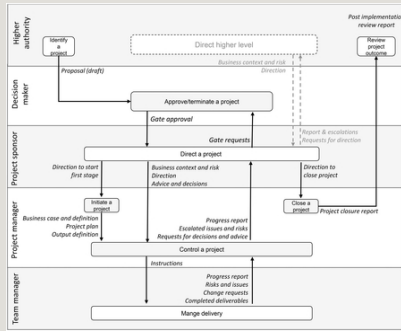 Higher
authority
Identify
a
project
Direct higher level
Post implementation
review report
Review
project
outcome
Business context and risk
Direction
Proposal (draft)
Decision
maker
Approve/terminate a project
Gate approval
Gate requests
Report & escalations
Requests for direction
Project sponsor
Direct a project
Direction to start
first stage
Business context and risk
Direction
Advice and decisions
Direction to
close project
Project manager
Initiate a
project
Close a
project
Project closure report
Business case and definition
Project plan
Output definition
Progress report
Escalated issues and risks
Requests for decisions and advice
Control a project
Instructions
Team manager
Progress report
Risks and issues
Change requests
Completed deliverables
Mange delivery